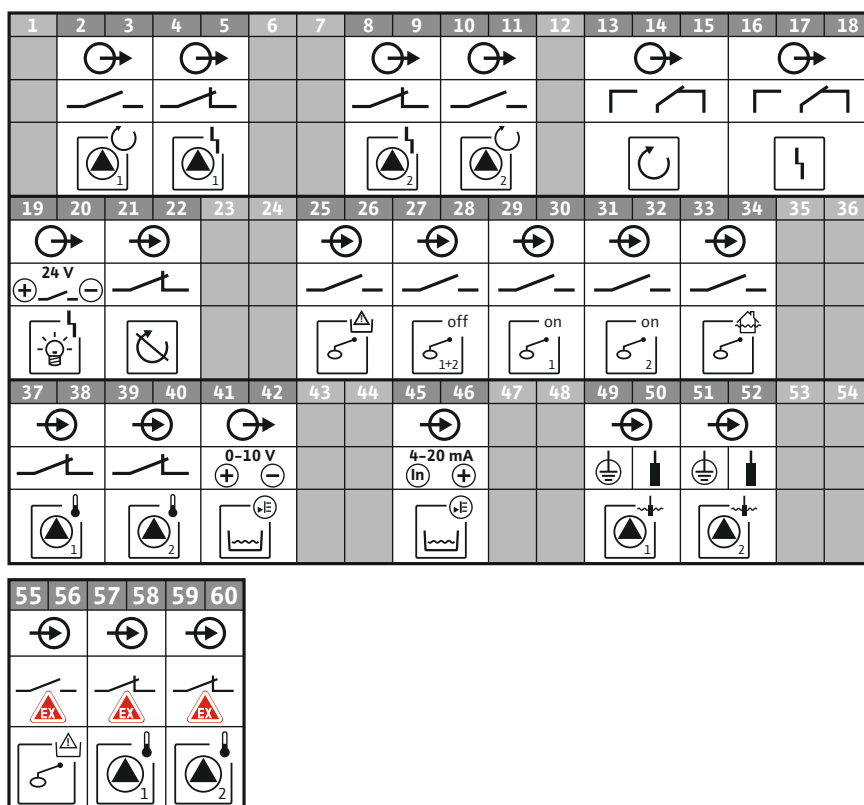 1 2 3 4 5 6 7 8 9 10 11 12 13 14 15 16 17 18
1 1 2 2
19 20 21 22 23 24 25 26 27 28 29 30 31 32 33 34 35 36
24 V
off on on
1+2 1 2
37 38 39 40 41 42 43 44 45 46 47 48 49 50 51 52 53 54
0–10 V 4–20 mA
In
1 2 1 2
55 56 57 58 59 60
EX EX EX
1 2